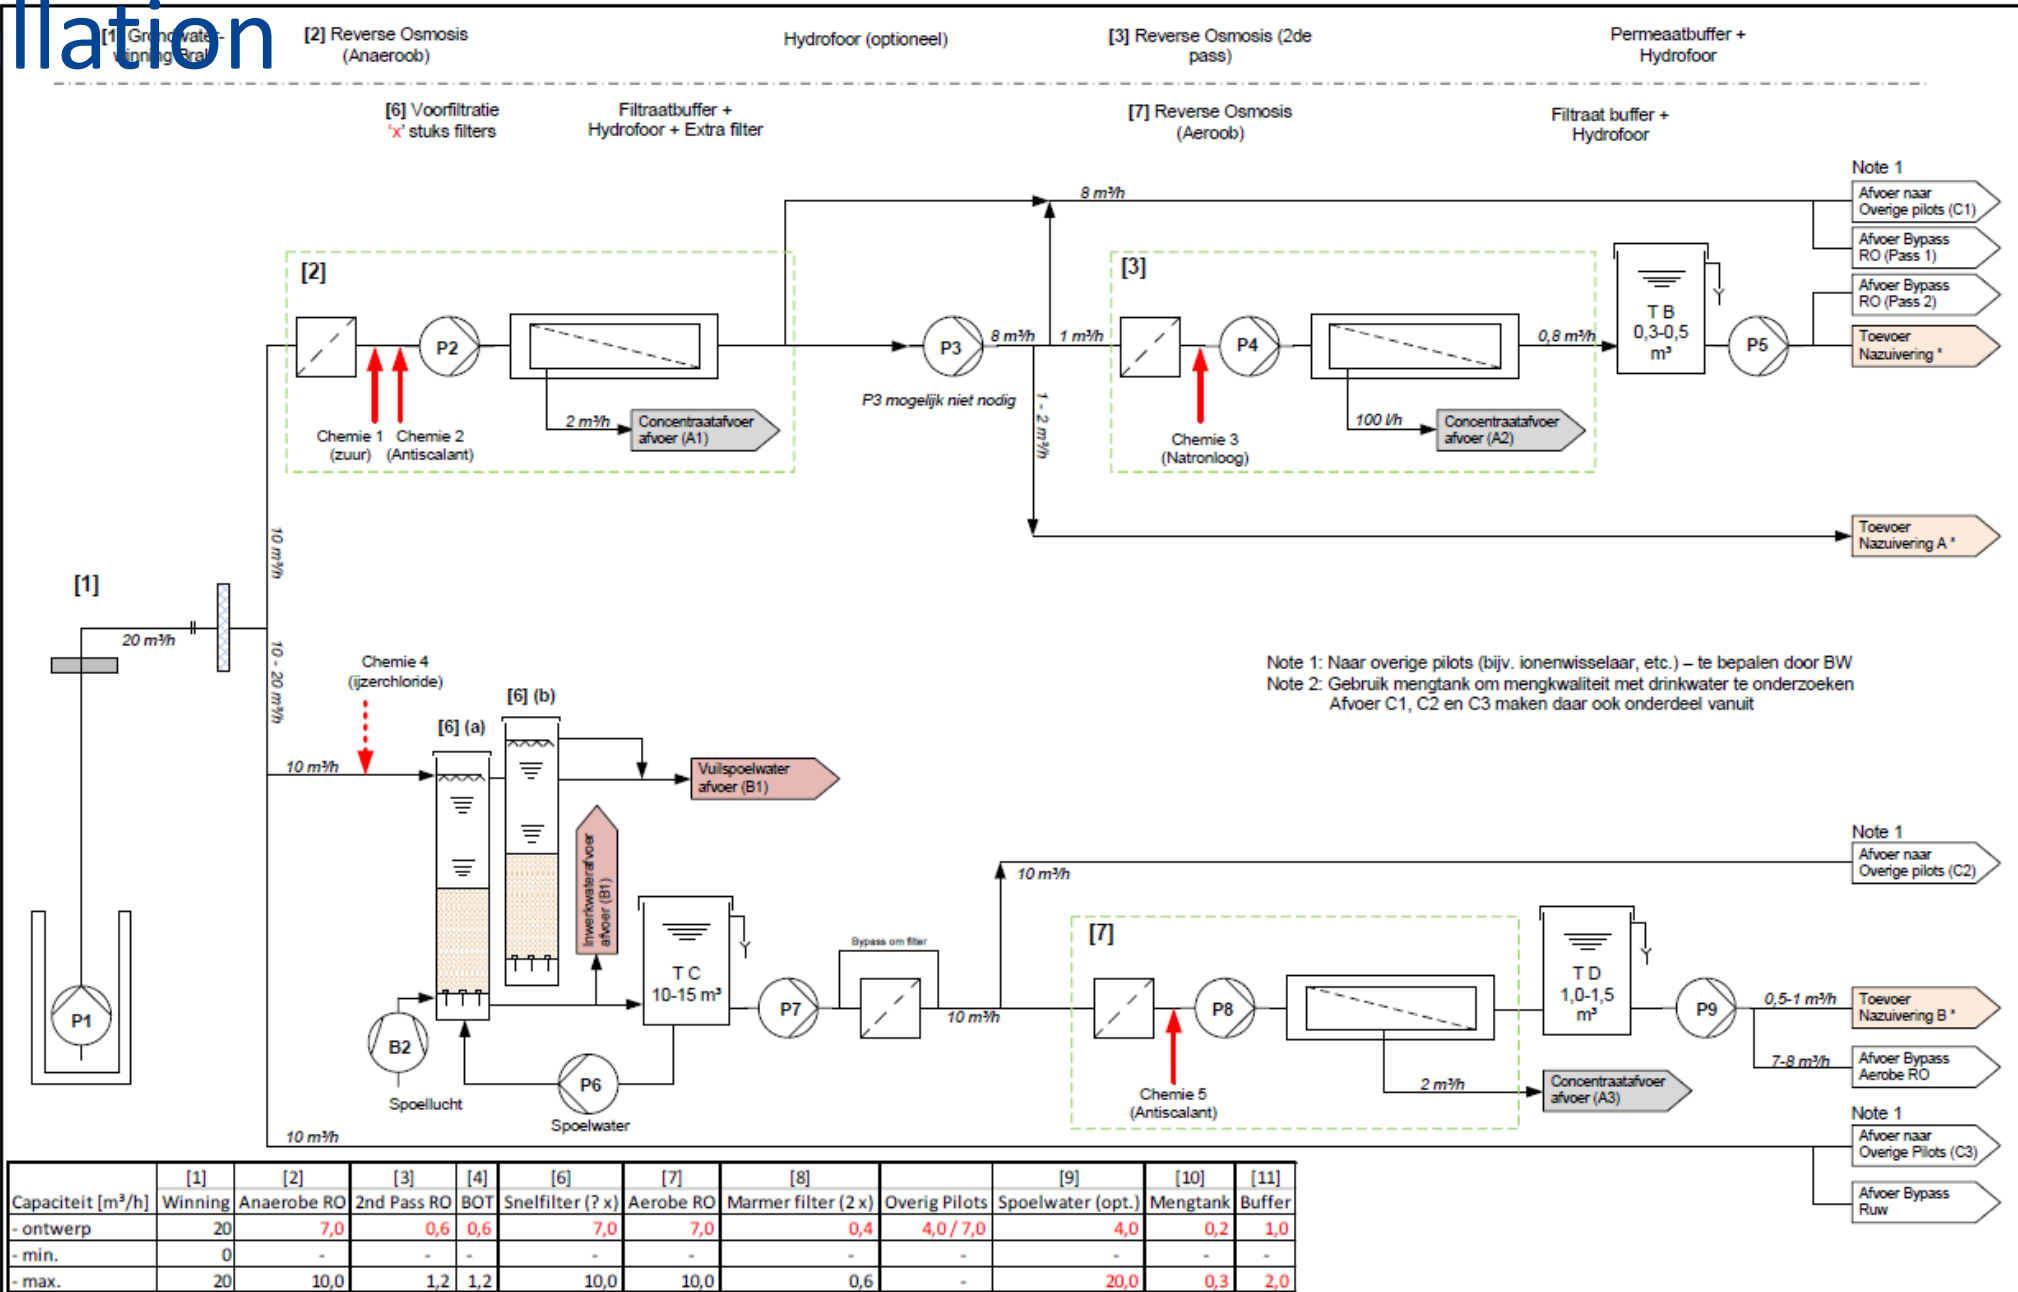 llation
[1] Grondwater-
winning Brak
[2] Reverse Osmosis
(Anaeroob)
Hydrofoor (optioneel)
[3] Reverse Osmosis (2de
pass)
Permeaatbuffer +
Hydrofoor
[6] Voorfiltratie
'x' stuks filters
Filtraatbuffer +
Hydrofoor + Extra filter
[7] Reverse Osmosis
(Aeroob)
Filtraat buffer +
Hydrofoor
Note 1
8 m³/h
Afvoer naar
Overige pilots (C1)
Afvoer Bypass
RO (Pass 1)
Afvoer Bypass
RO (Pass 2)
Toevoer
Nazuivering *
[2]
[3]
P2
P3
8 m³/h
1 m³/h
P4
0,8 m³/h
T B
0,3-0,5
m³
P5
P3 mogelijk niet nodig
2 m³/h
Concentraatafvoer
afvoer (A1)
100 l/h
Concentraatafvoer
afvoer (A2)
Chemie 1
(zuur)
Chemie 2
(Antiscalant)
1 - 2 m³/h
Chemie 3
(Natronloog)
10 m³/h
Toevoer
Nazuivering A *
[1]
20 m³/h
10 - 20 m³/h
Chemie 4
(ijzerchloride)
Note 1: Naar overige pilots (bijv. ionenwisselaar, etc.) – te bepalen door BW
Note 2: Gebruik mengtank om mengkwaliteit met drinkwater te onderzoeken
Afvoer C1, C2 en C3 maken daar ook onderdeel vanuit
[6] (a)
[6] (b)
10 m³/h
Vuilspoelwater
afvoer (B1)
Inwerkwaterafvoer
afvoer (B1)
Note 1
10 m³/h
Afvoer naar
Overige pilots (C2)
[7]
Bypass om filter
T C
10-15 m³
P7
10 m³/h
P8
T D
1,0-1,5
m³
P9
0,5-1 m³/h
Toevoer
Nazuivering B *
7-8 m³/h
Afvoer Bypass
Aerobe RO
P1
B2
Spoellucht
P6
Spoelwater
Chemie 5
(Antiscalant)
2 m³/h
Concentraatafvoer
afvoer (A3)
Note 1
10 m³/h
Afvoer naar
Overige Pilots (C3)
Afvoer Bypass
Ruw
[1] [2] [3] [4] [6] [7] [8] [9] [10] [11]
Capaciteit [m³/h] Winning Anaerobe RO 2nd Pass RO BOT Snelfilter (? x) Aerobe RO Marmer filter (2 x) Overig Pilots Spoelwater (opt.) Mengtank Buffer
- ontwerp 20 7,0 0,6 0,6 7,0 7,0 0,4 4,0 / 7,0 4,0 0,2 1,0
- min. 0 - - - - - - - - - -
- max. 20 10,0 1,2 1,2 10,0 10,0 0,6 - 20,0 0,3 2,0